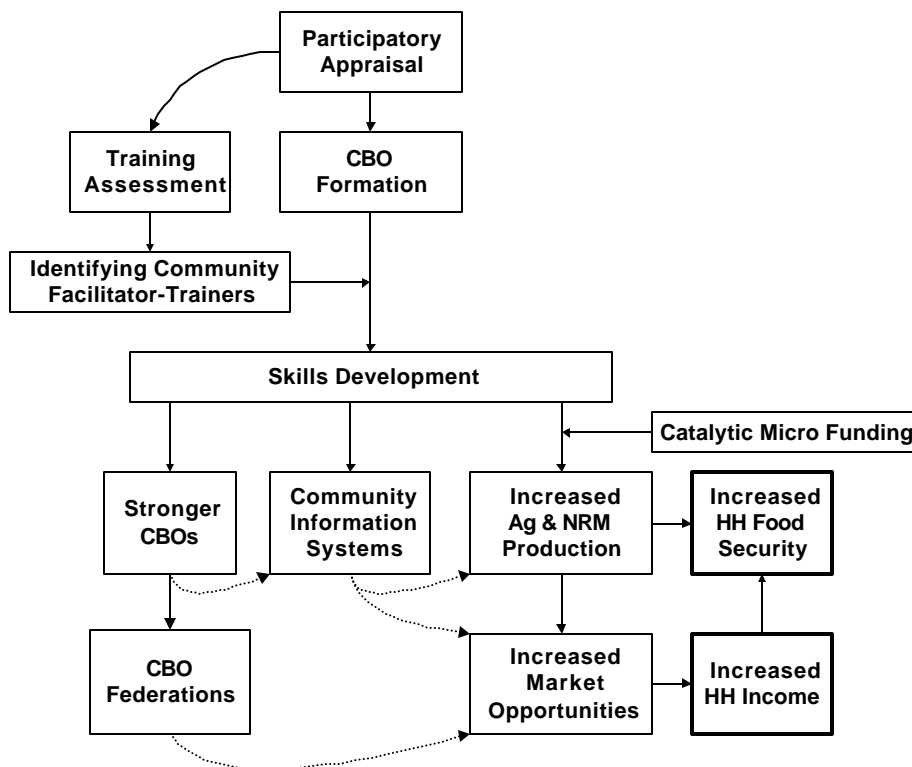 Participatory
Appraisal
Training
Assessment
CBO
Formation
Identifying Community
Facilitator-Trainers
Skills Development
Catalytic Micro Funding
Stronger
CBOs
Community
Information
Systems
Increased
Ag & NRM
Production
Increased
HH Food
Security
CBO
Federations
Increased
Market
Opportunities
Increased
HH Income